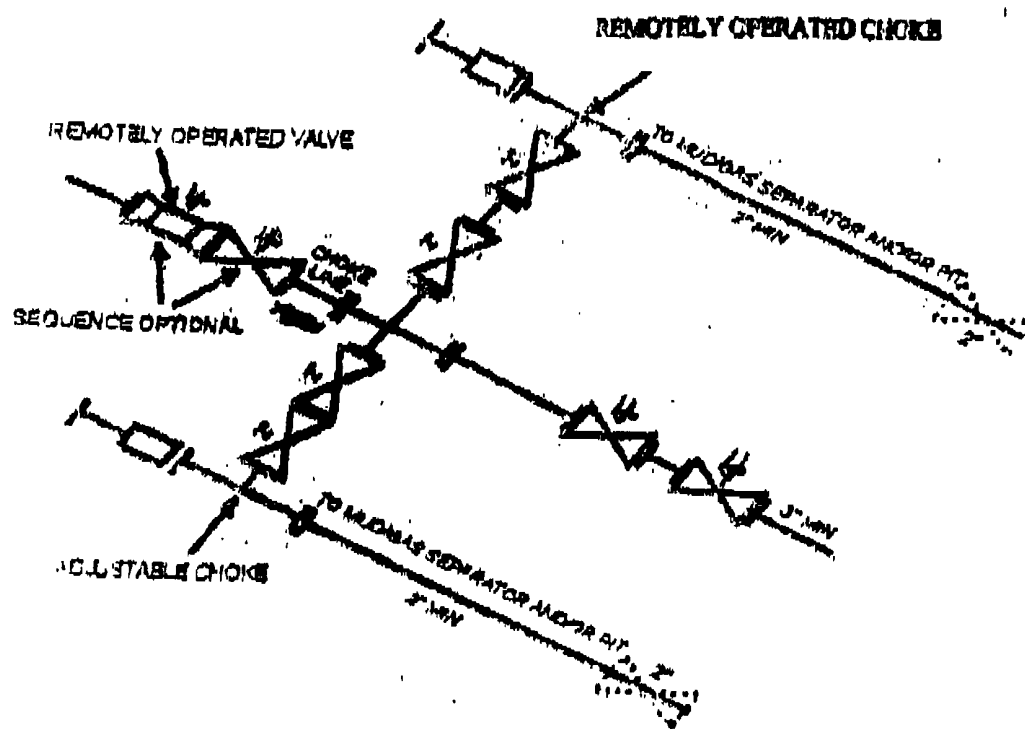 REMOTELY OPERATED CHOKE
REMOTELY OPERATED VALVE
CHOKE
LINE
SEQUENCE OPTIONAL
TO MUD/GAS SEPARATOR AND/OR PIT
2" MIN
2"
3" MIN
ADJUSTABLE CHOKE
TO MUD/GAS SEPARATOR AND/OR PIT
2" MIN
2"